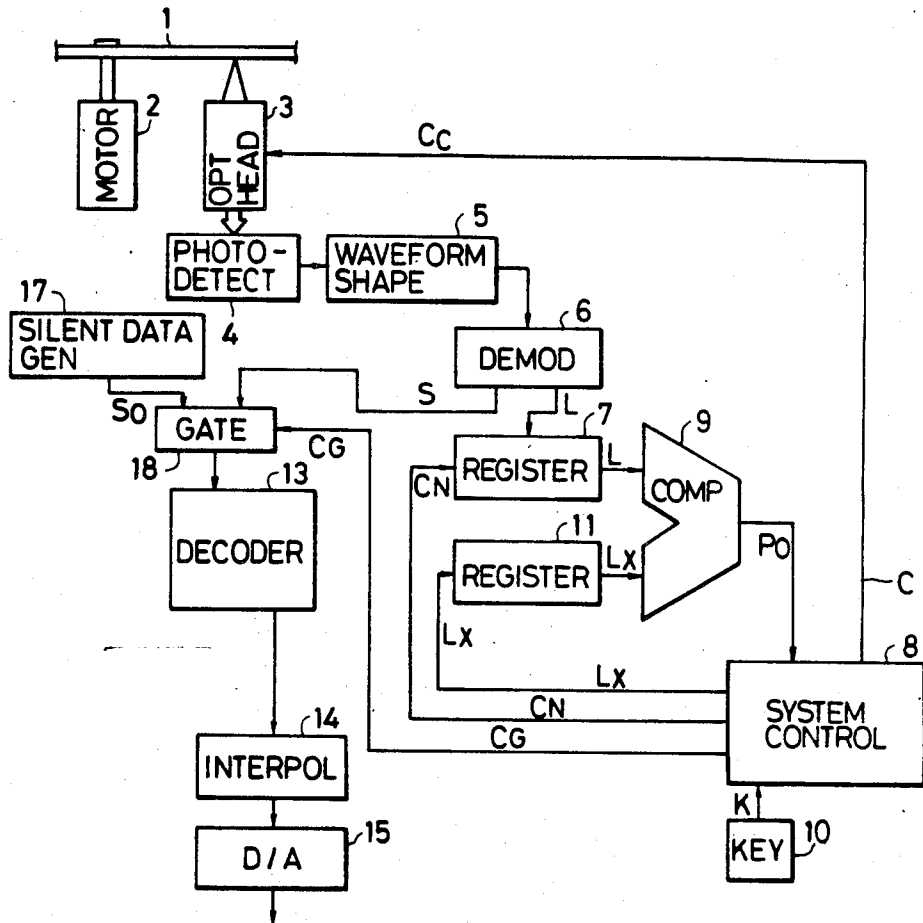 1
MOTOR
2
OPT
HEAD
3
CC
PHOTO-
DETECT
4
WAVEFORM
SHAPE
5
17
SILENT DATA
GEN
6
DEMOD
S
L
SO
GATE
18
CG
7
REGISTER
L
CN
9
COMP
13
DECODER
11
REGISTER
LX
PO
C
LX
LX
CN
CG
8
SYSTEM
CONTROL
14
INTERPOL
K
KEY
10
15
D/A